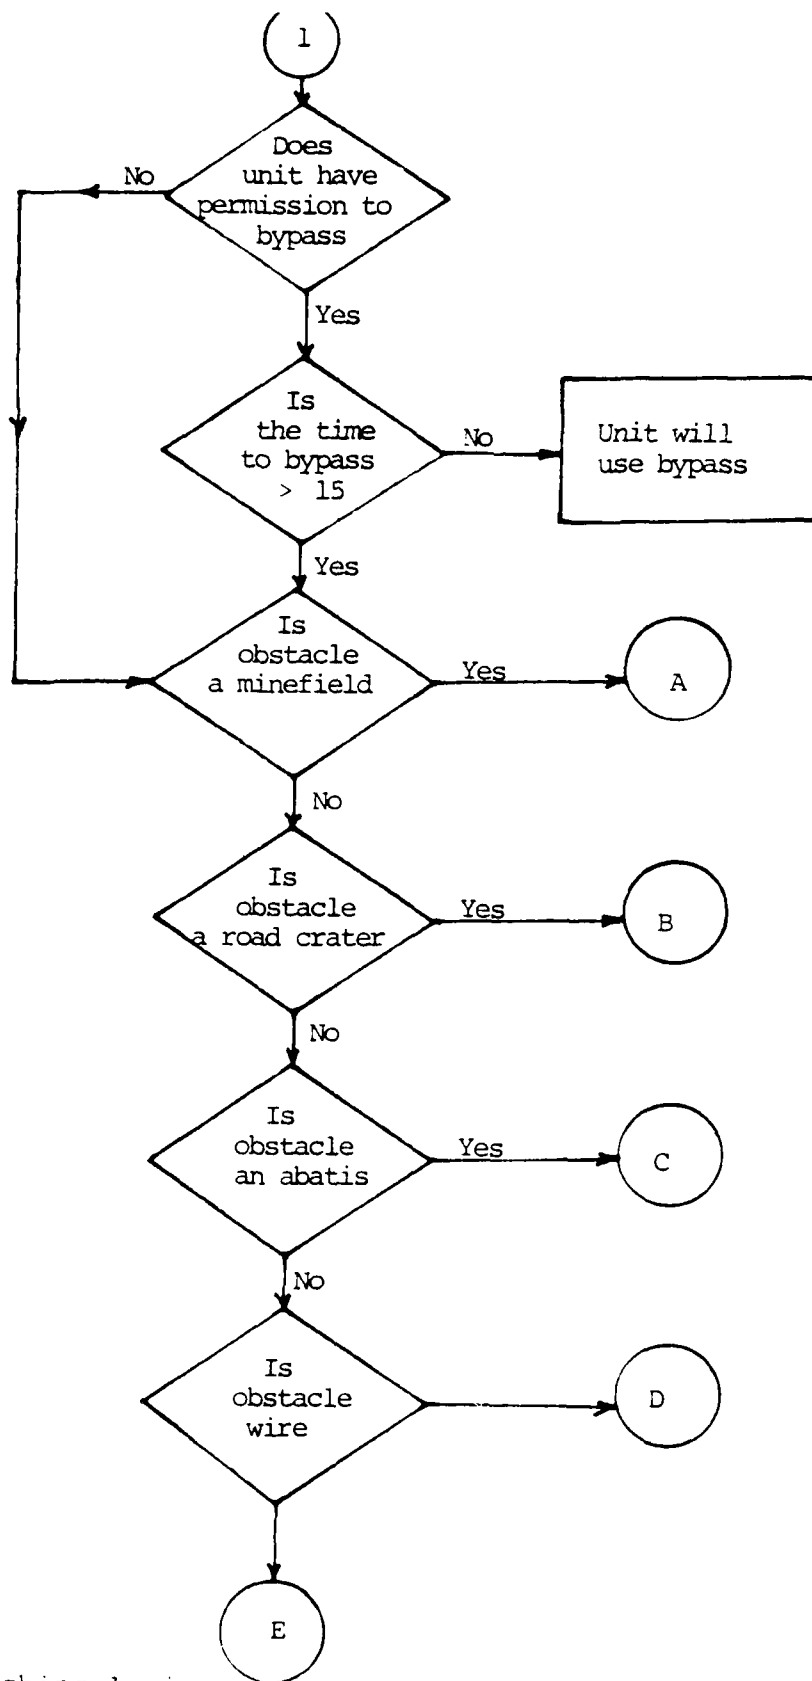 1
Does
unit have
permission to
bypass
No
Yes
Is
the time
to bypass
> 15
No
Unit will
use bypass
Yes
Is
obstacle
a minefield
Yes
A
No
Is
obstacle
a road crater
Yes
B
No
Is
obstacle
an abatis
Yes
C
No
Is
obstacle
wire
D
E